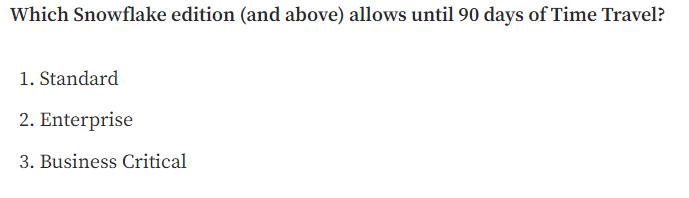 Which Snowflake edition (and above) allows until 90 days of Time Travel?
1. Standard
2. Enterprise
3. Business Critical